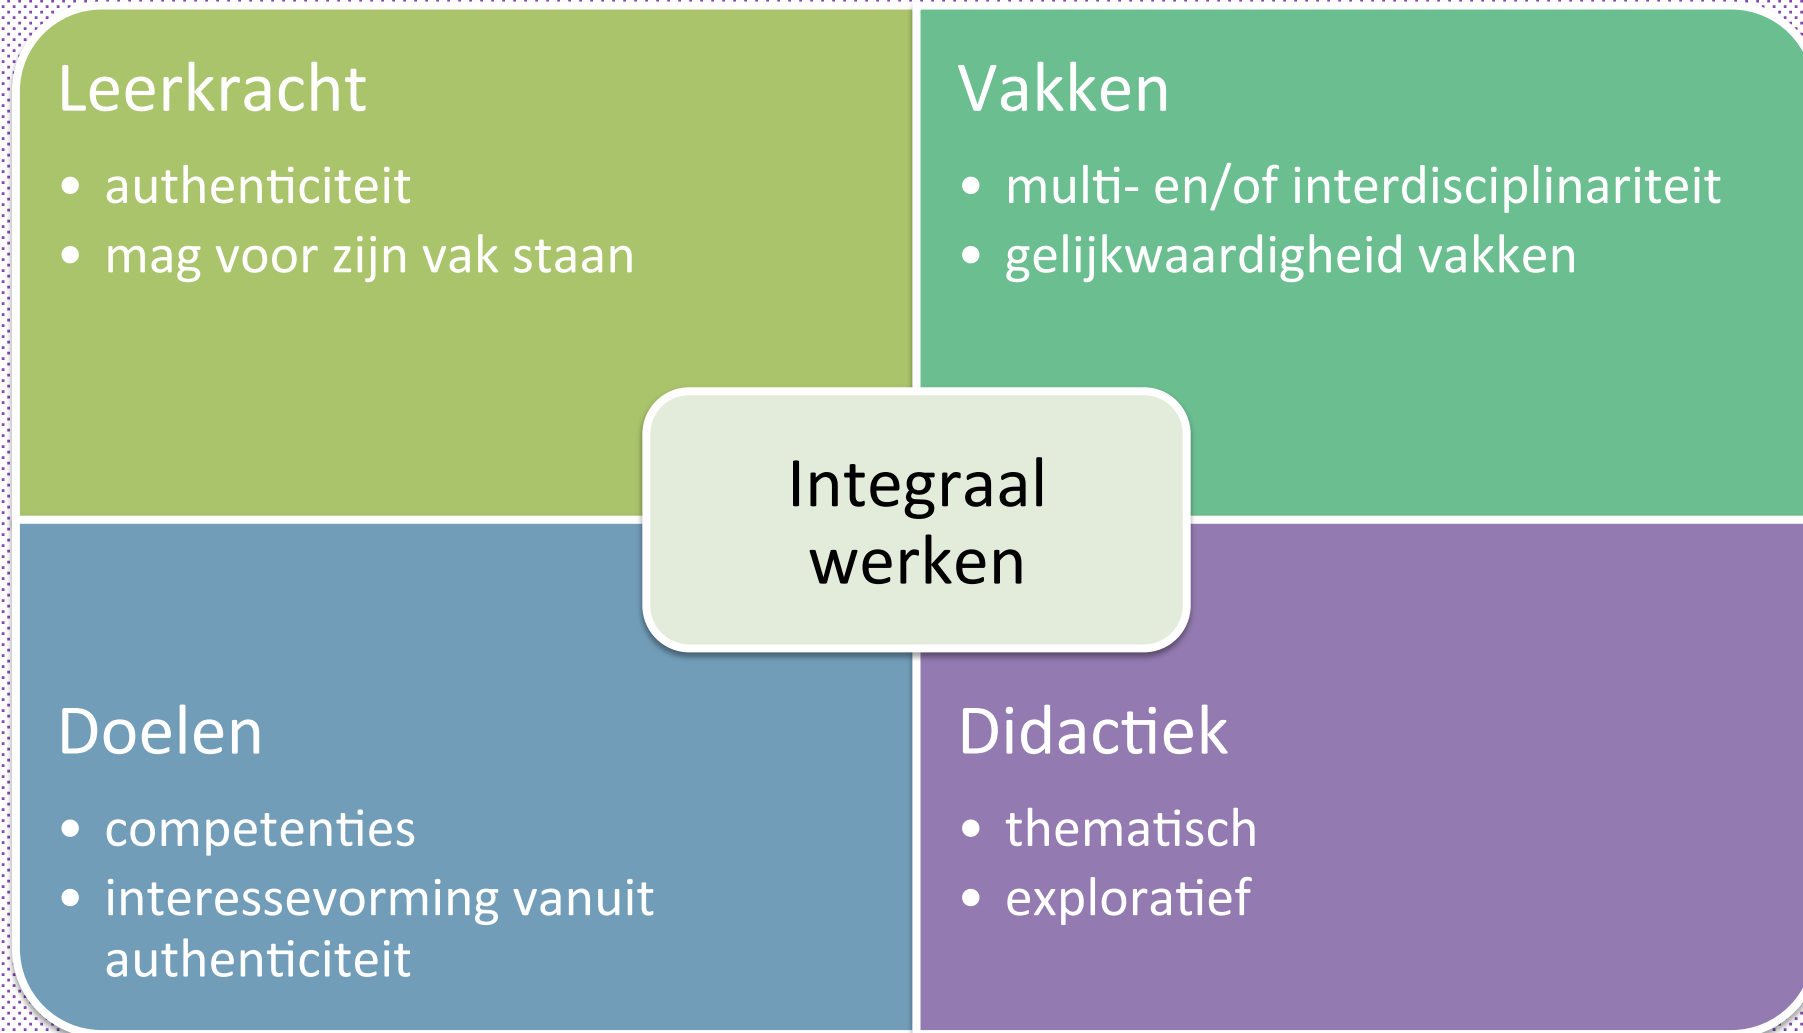 Leerkracht
• authenticiteit
• mag voor zijn vak staan
Vakken
• multi- en/of interdisciplinariteit
• gelijkwaardigheid vakken
Integraal
werken
Doelen
• competenties
• interessevorming vanuit
authenticiteit
Didactiek
• thematisch
• exploratief